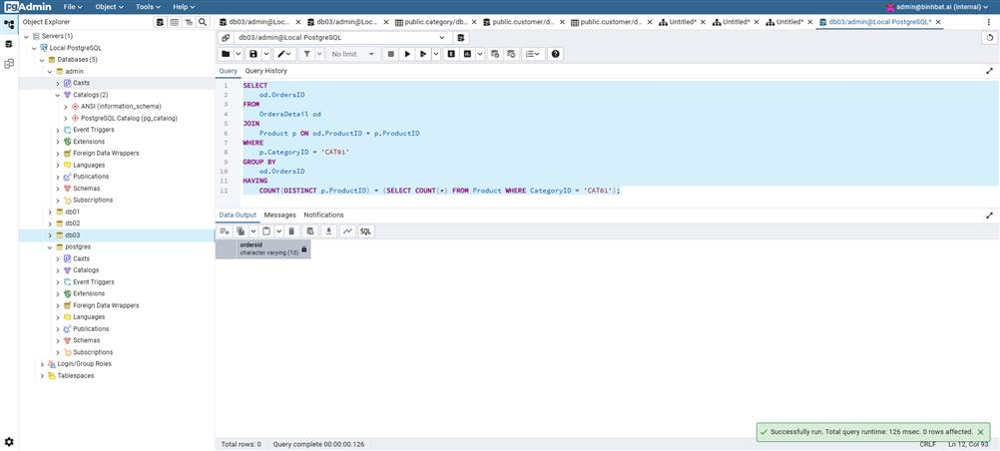 pgAdmin File Object Tools Help admin@binhbat.ai (internal)
Object Explorer
db03/admin@Loc... db03/admin@Loc... public.category/db... public.customer/d... public.customer/d... Untitled* Untitled* Untitled* db03/admin@Local PostgreSQL*
Servers (1)
Local PostgreSQL
Databases (5)
admin
Casts
Catalogs (2)
ANSI (information_schema)
PostgreSQL Catalog (pg_catalog)
Event Triggers
Extensions
Foreign Data Wrappers
Languages
Publications
Schemas
Subscriptions
db01
db02
db03
postgres
Casts
Catalogs
Event Triggers
Extensions
Foreign Data Wrappers
Languages
Publications
Schemas
Subscriptions
Login/Group Roles
Tablespaces
db03/admin@Local PostgreSQL
No limit
Query Query History
1 SELECT
2 od.OrdersID
3 FROM
4 OrdersDetail od
5 JOIN
6 Product p ON od.ProductID = p.ProductID
7 WHERE
8 p.CategoryID = 'CAT01'
9 GROUP BY
10 od.OrdersID
11 HAVING
12 COUNT(DISTINCT p.ProductID) = (SELECT COUNT(*) FROM Product WHERE CategoryID = 'CAT01');
Data Output Messages Notifications
SQL
ordersid
character varying (10)
Successfully run. Total query runtime: 126 msec. 0 rows affected.
Total rows: 0 Query complete 00:00:00.126 CRLF Ln 12, Col 93